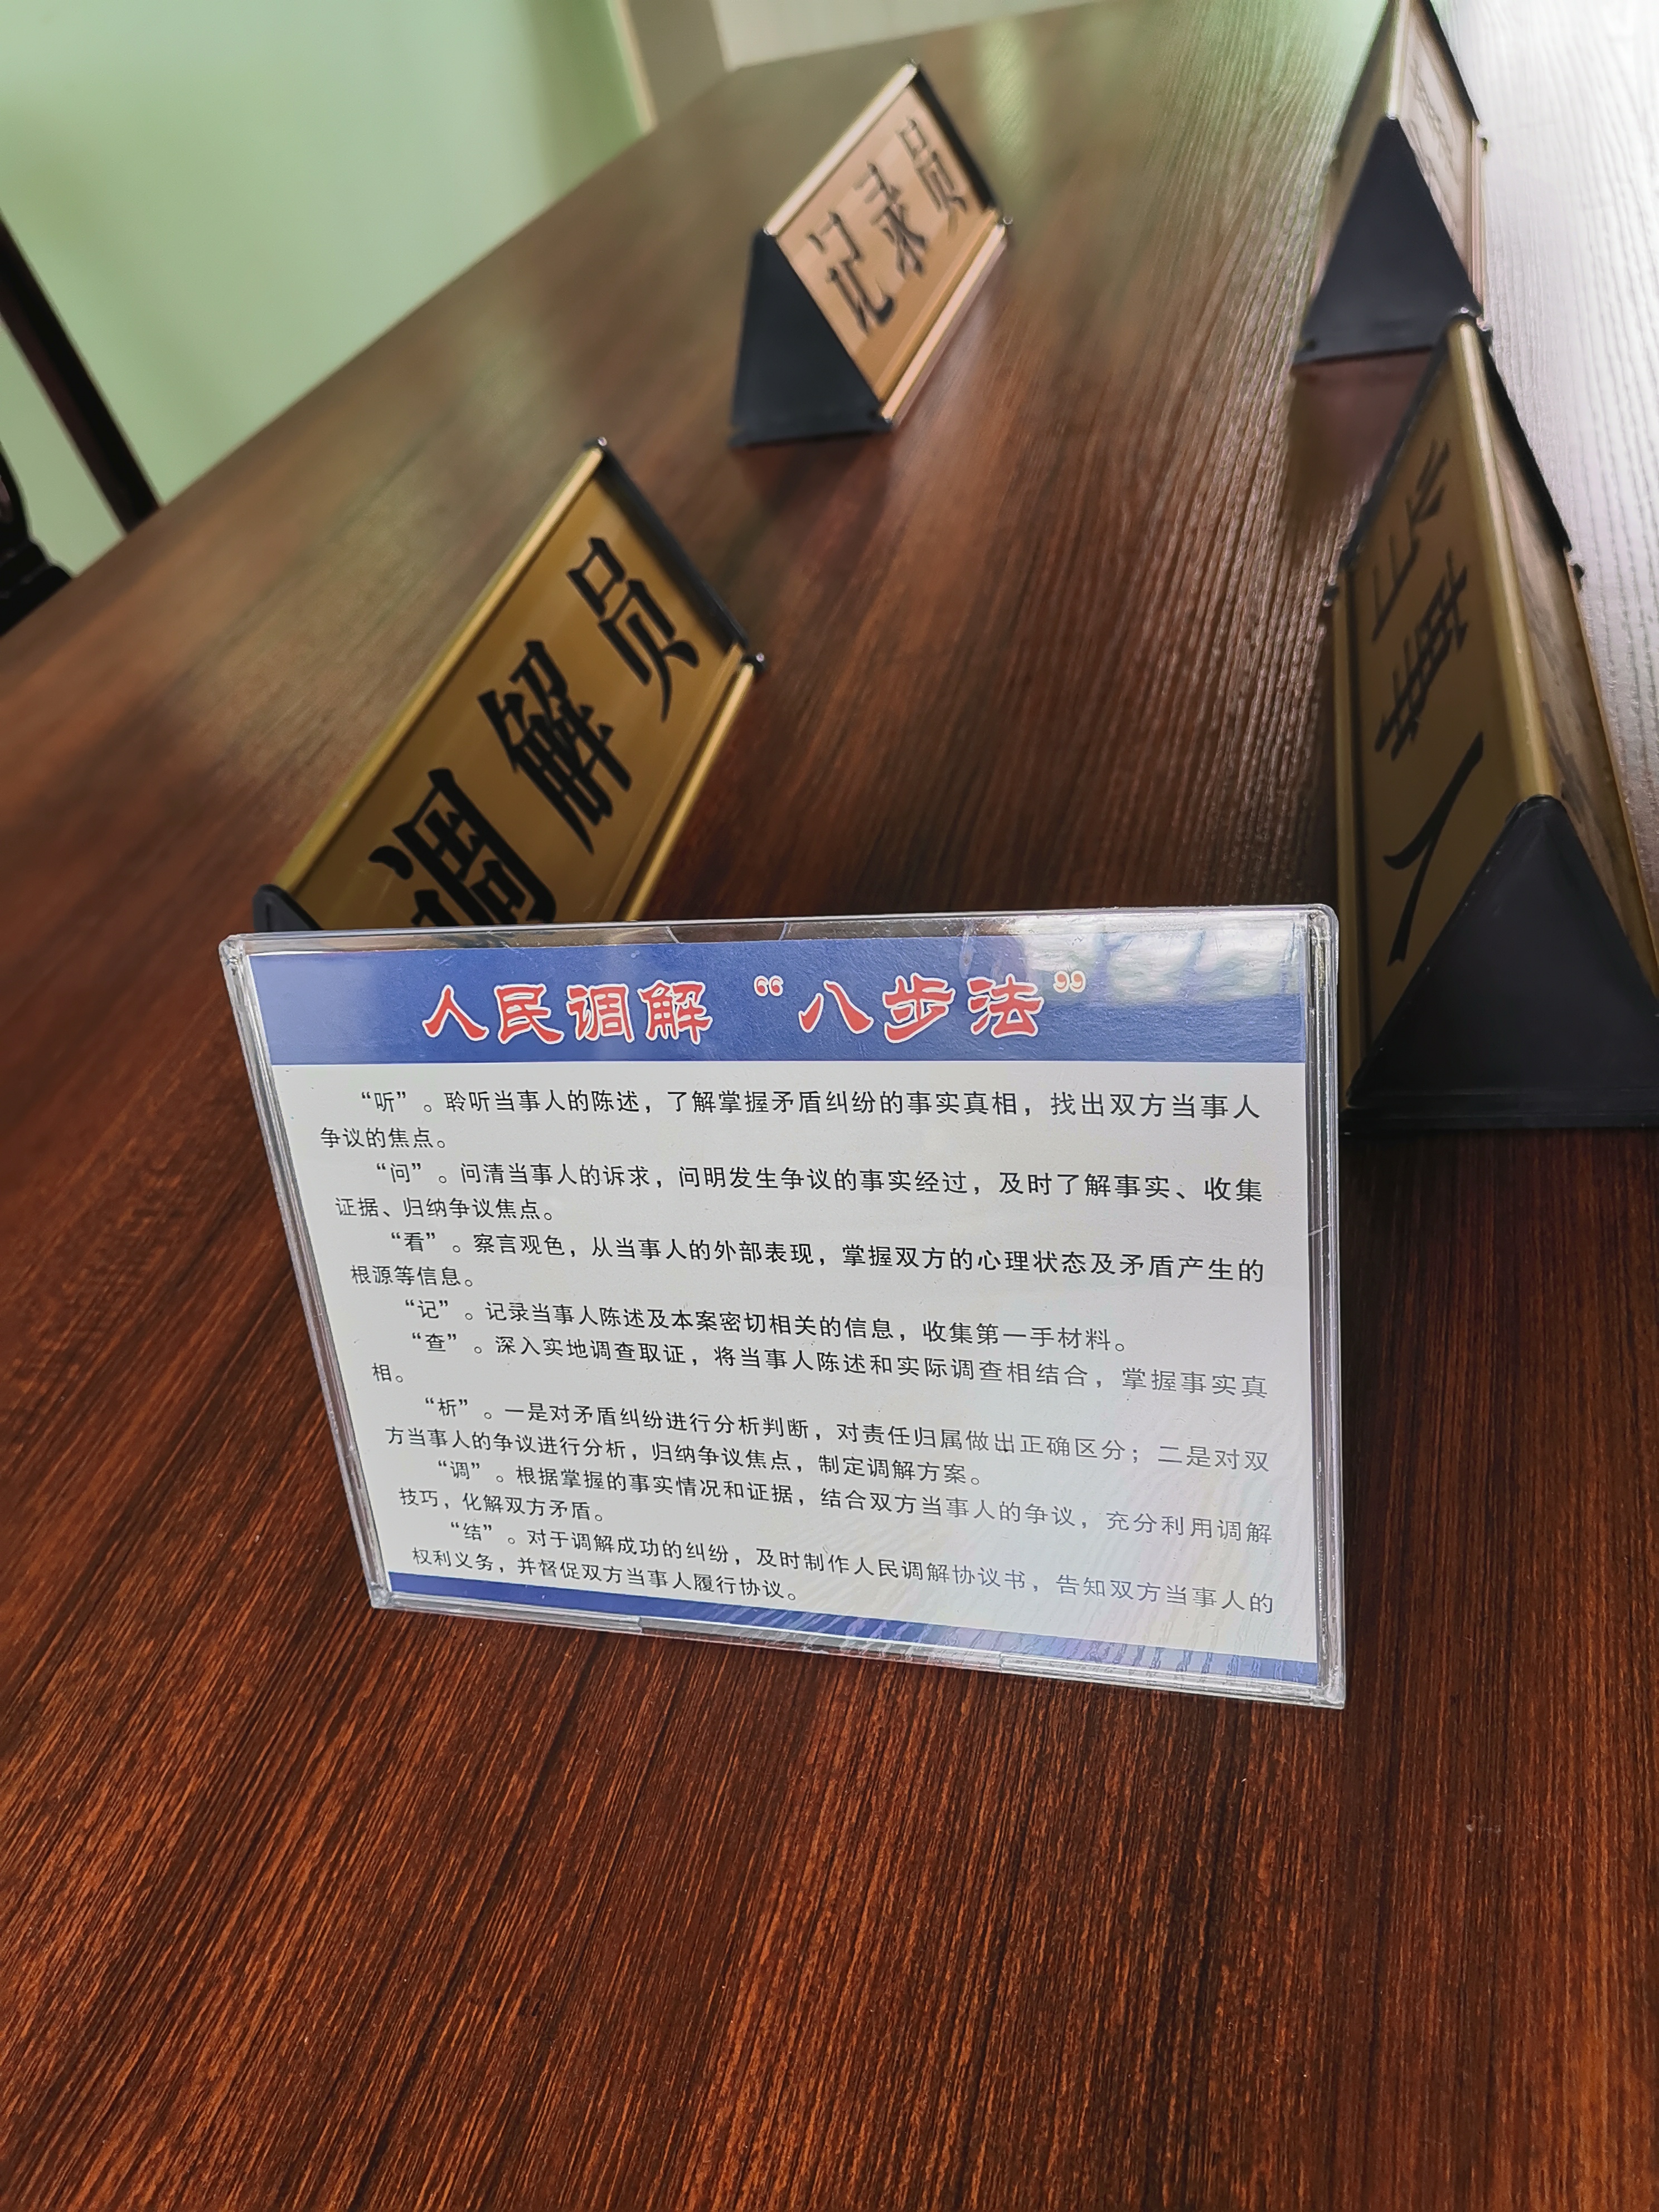 记录员
调解员
人民调解“八步法”
“听”。聆听当事人的陈述，了解掌握矛盾纠纷的事实真相，找出双方当事人
争议的焦点。
“问”。问清当事人的诉求，问明发生争议的事实经过，及时了解事实、收集
证据、归纳争议焦点。
“看”。察言观色，从当事人的外部表现，掌握双方的心理状态及矛盾产生的
根源等信息。
“记”。记录当事人陈述及本案密切相关的信息，收集第一手材料。
“查”。深入实地调查取证，将当事人陈述和实际调查相结合，掌握事实真
相。
“析”。一是对矛盾纠纷进行分析判断，对责任归属做出正确区分；二是对双
方当事人的争议进行分析，归纳争议焦点，制定调解方案。
“调”。根据掌握的事实情况和证据，结合双方当事人的争议，充分利用调解
技巧，化解双方矛盾。
“结”。对于调解成功的纠纷，及时制作人民调解协议书，告知双方当事人的
权利义务，并督促双方当事人履行协议。